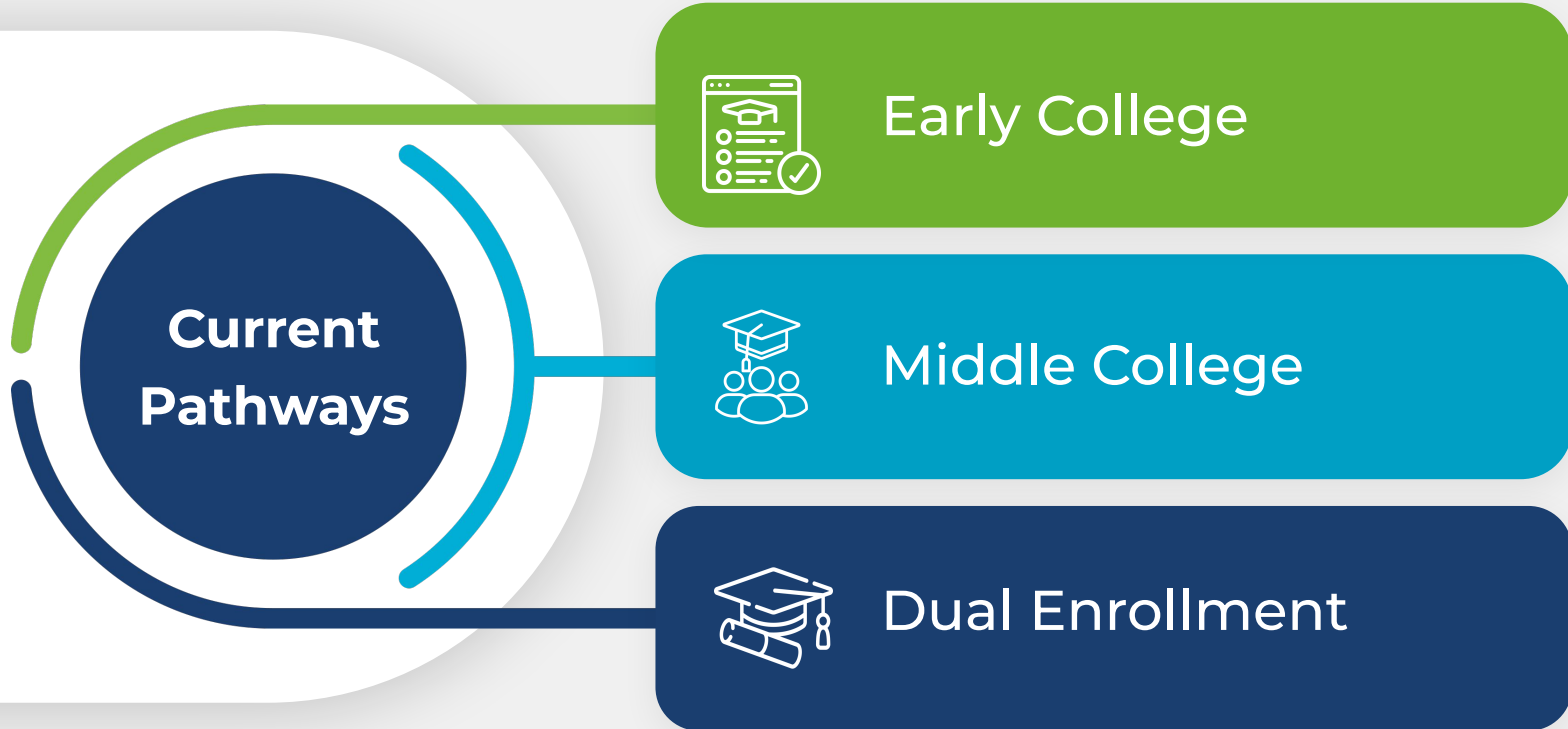 Current
Pathways
Early College
Middle College
Dual Enrollment